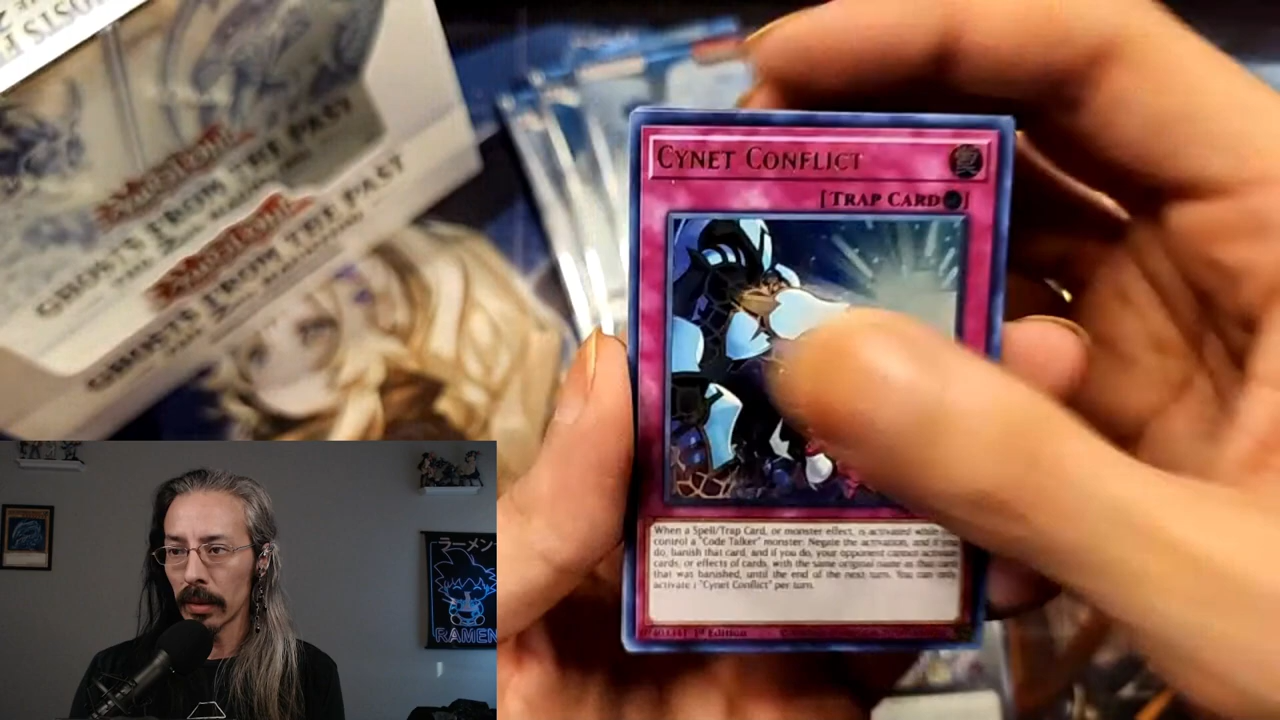 GHOSTS FROM THE PAST
GHOSTS FROM THE PAST
CYNET CONFLICT
[TRAP CARD ]
When a Spell/Trap Card, or monster effect, is activated while
control a "Code Talker" monster: Negate the activation, and if you
do, banish that card, and if you do, your opponent cannot activate
cards, or effects of cards, with the same original name as that card
that was banished, until the end of the next turn. You can only
activate 1 "Cynet Conflict" per turn.
1st Edition
ラーメン
RAMEN